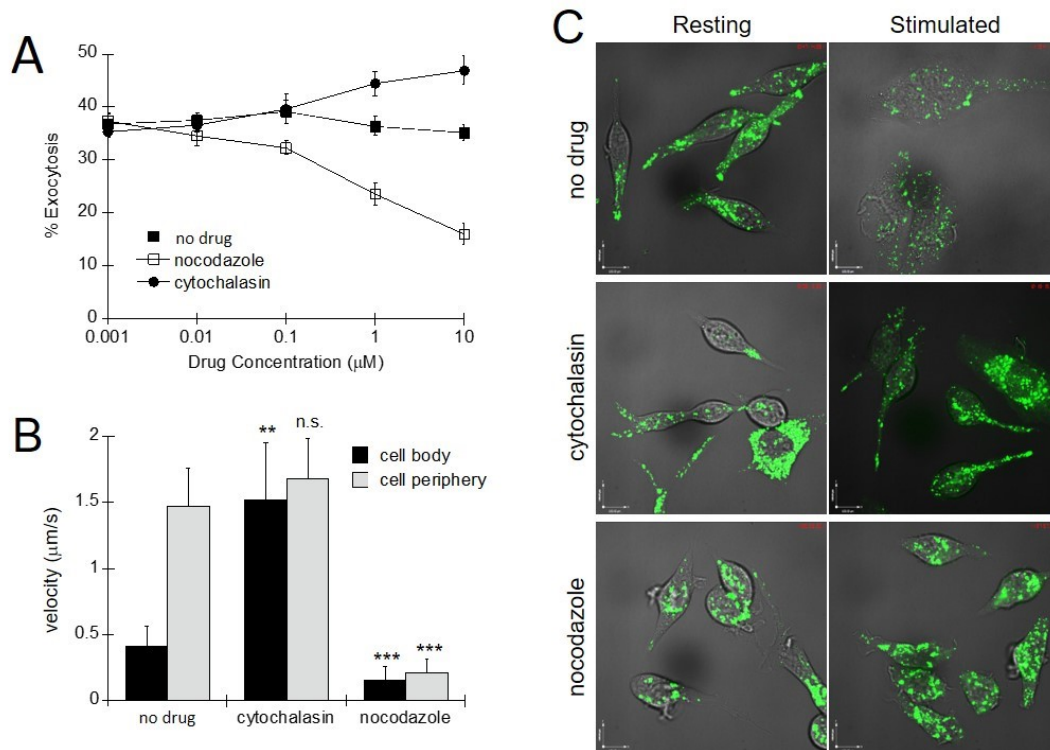 A
50
40
30
20
10
0
% Exocytosis
no drug
nocodazole
cytochalasin
0.001 0.01 0.1 1 10
Drug Concentration (μM)
B
2
1.5
1
0.5
0
velocity (μm/s)
** n.s.
*** ***
cell body
cell periphery
no drug cytochalasin nocodazole
C
Resting Stimulated
no drug
cytochalasin
nocodazole